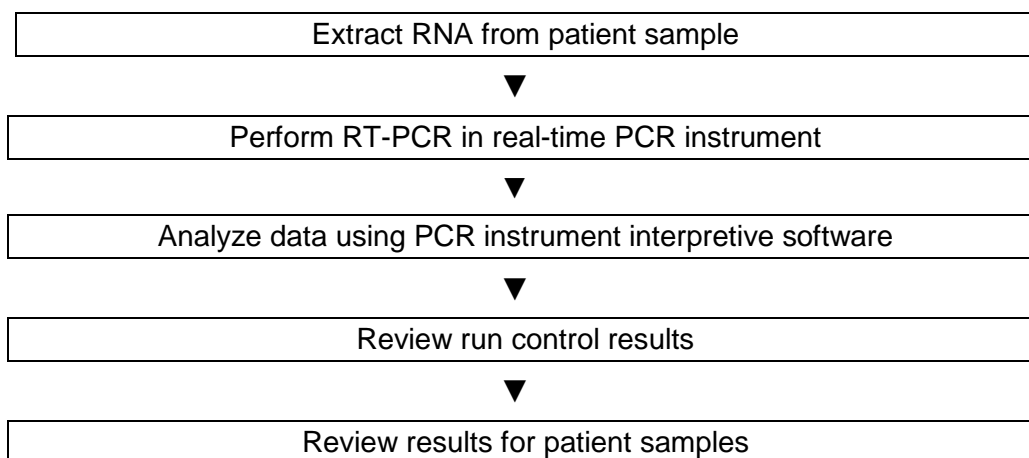 Extract RNA from patient sample
Perform RT-PCR in real-time PCR instrument
Analyze data using PCR instrument interpretive software
Review run control results
Review results for patient samples